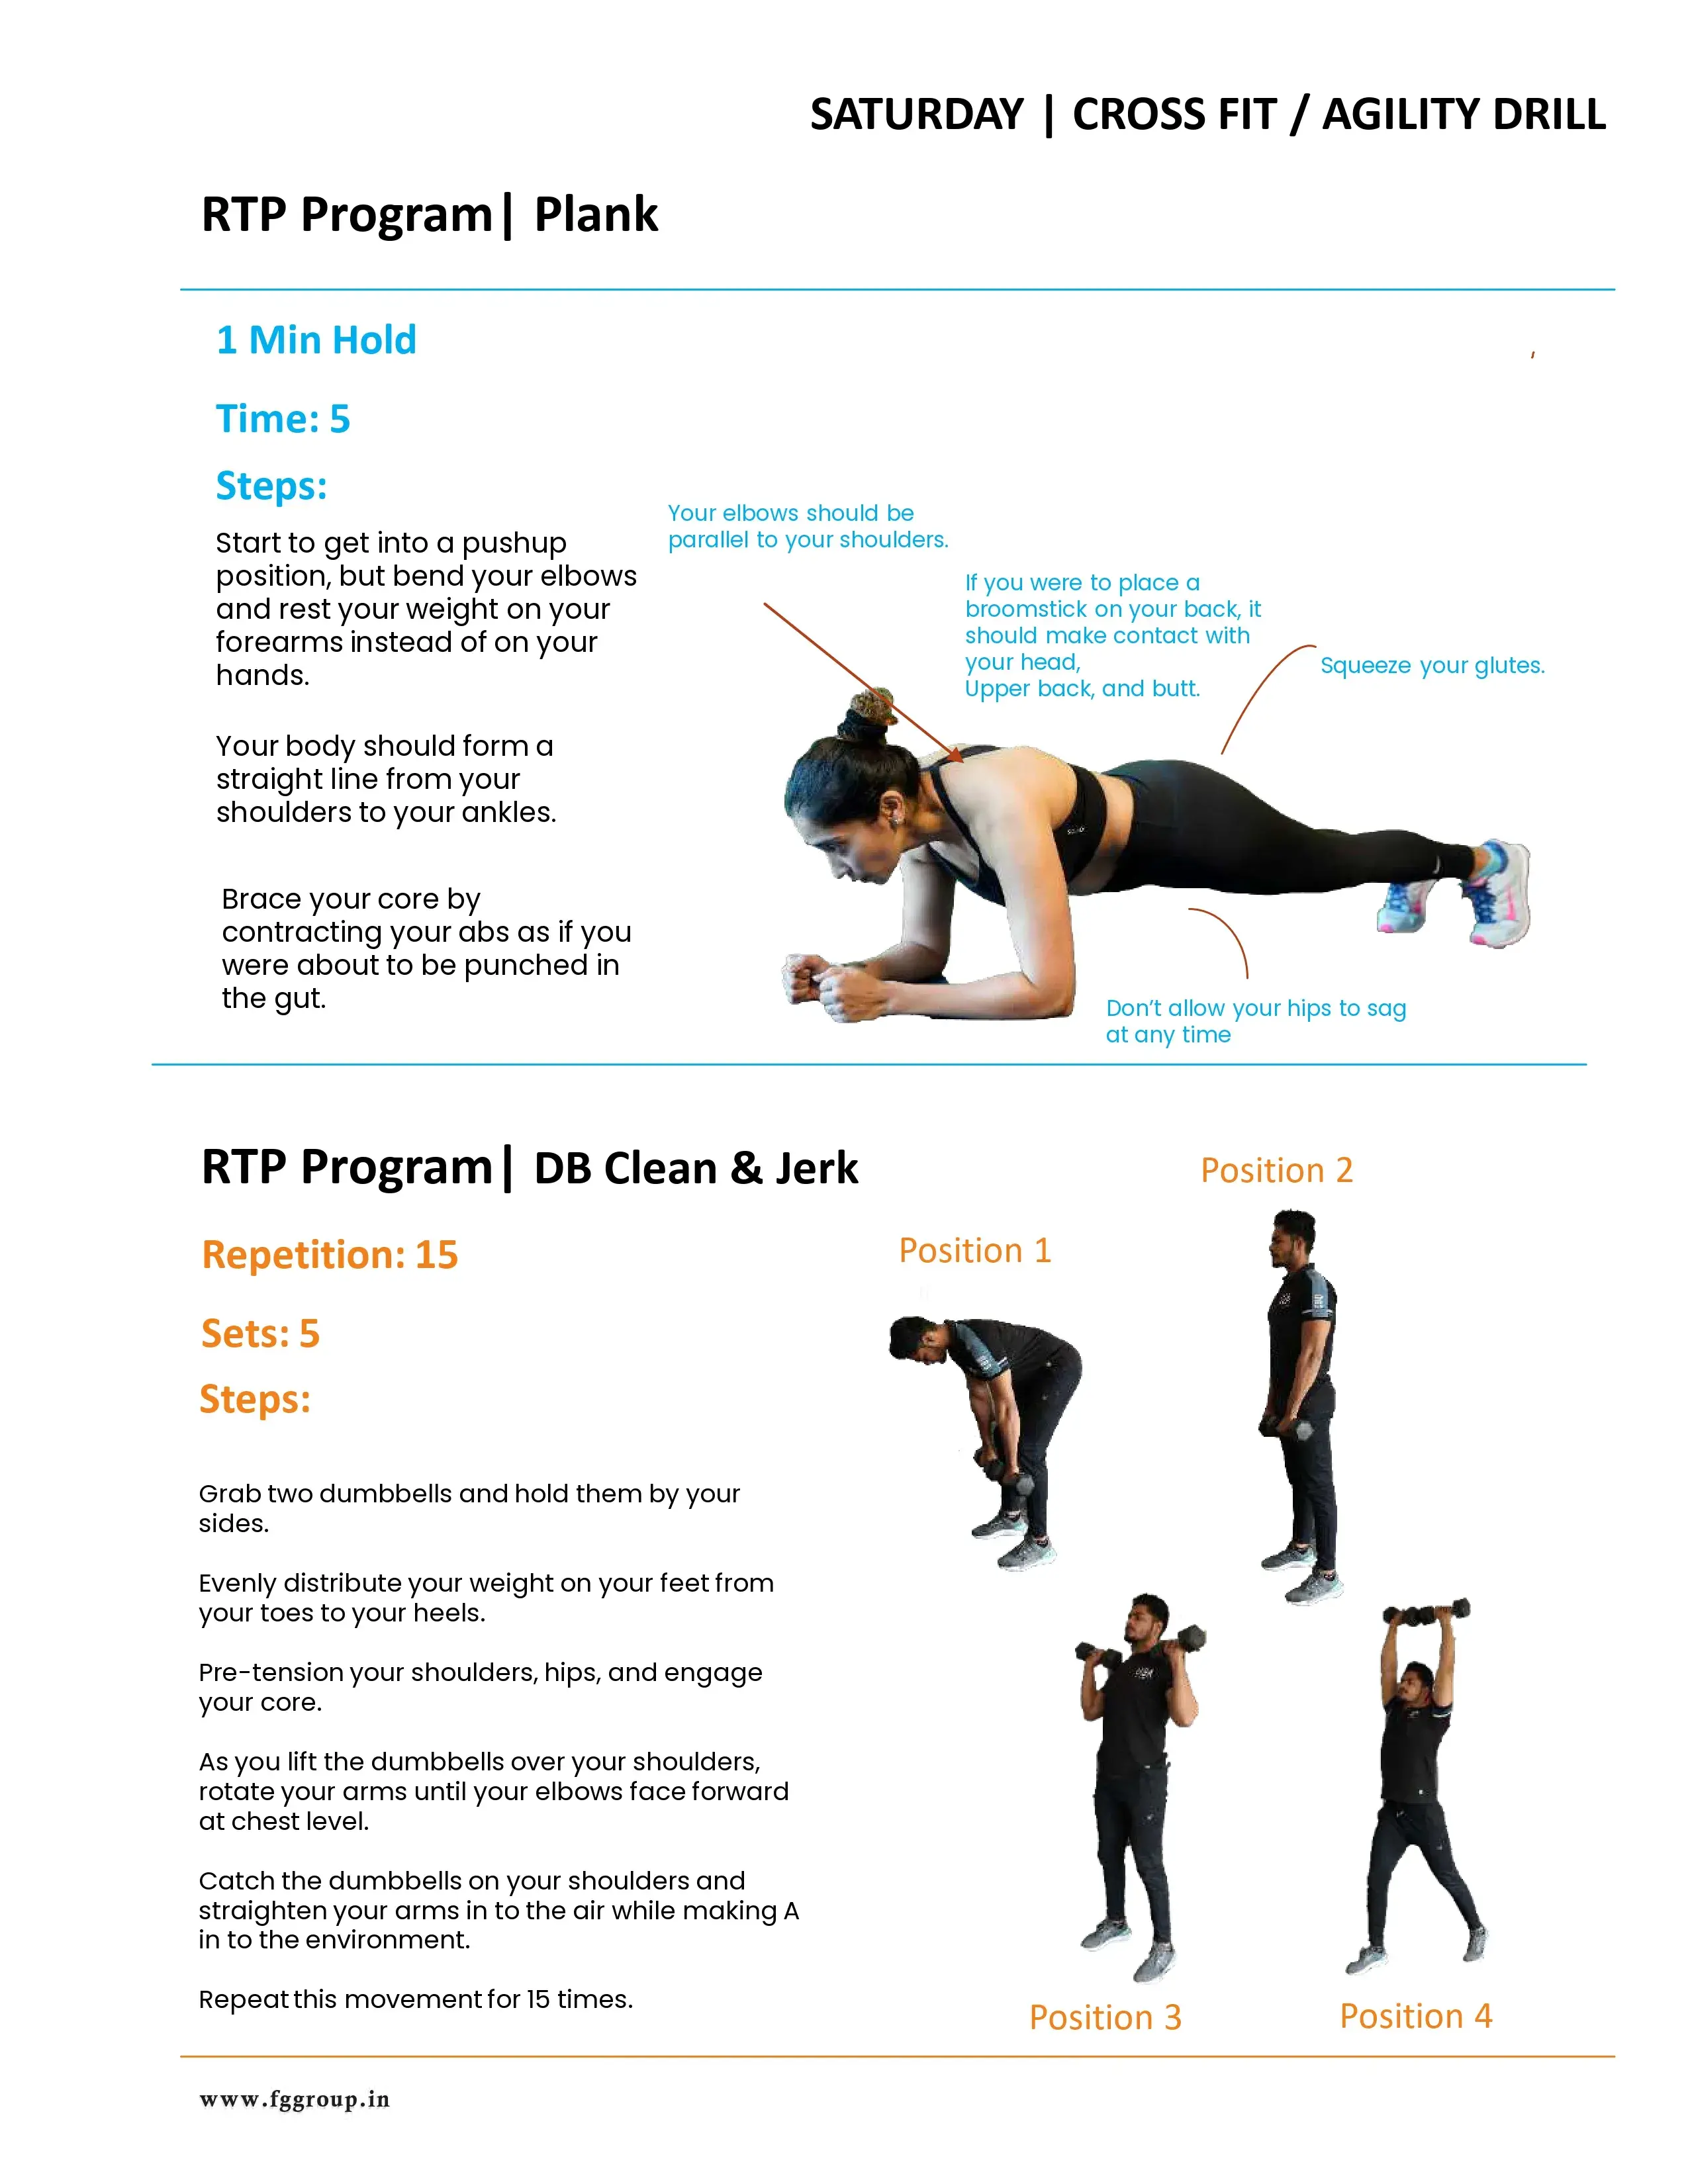 SATURDAY | CROSS FIT / AGILITY DRILL
RTP Program| Plank
1 Min Hold
Time: 5
Steps:
Start to get into a pushup
position, but bend your elbows
and rest your weight on your
forearms instead of on your
hands.
Your body should form a
straight line from your
shoulders to your ankles.
Brace your core by
contracting your abs as if you
were about to be punched in
the gut.
Your elbows should be
parallel to your shoulders.
If you were to place a
broomstick on your back, it
should make contact with
your head,
Upper back, and butt.
Squeeze your glutes.
Don’t allow your hips to sag
at any time
RTP Program| DB Clean & Jerk
Repetition: 15
Sets: 5
Steps:
Grab two dumbbells and hold them by your
sides.
Evenly distribute your weight on your feet from
your toes to your heels.
Pre-tension your shoulders, hips, and engage
your core.
As you lift the dumbbells over your shoulders,
rotate your arms until your elbows face forward
at chest level.
Catch the dumbbells on your shoulders and
straighten your arms in to the air while making A
in to the environment.
Repeat this movement for 15 times.
Position 1
Position 2
Position 3
Position 4
www.fggroup.in